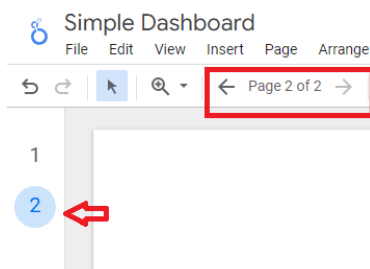 Simple Dashboard
File Edit View Insert Page Arrange
Page 2 of 2
1
2